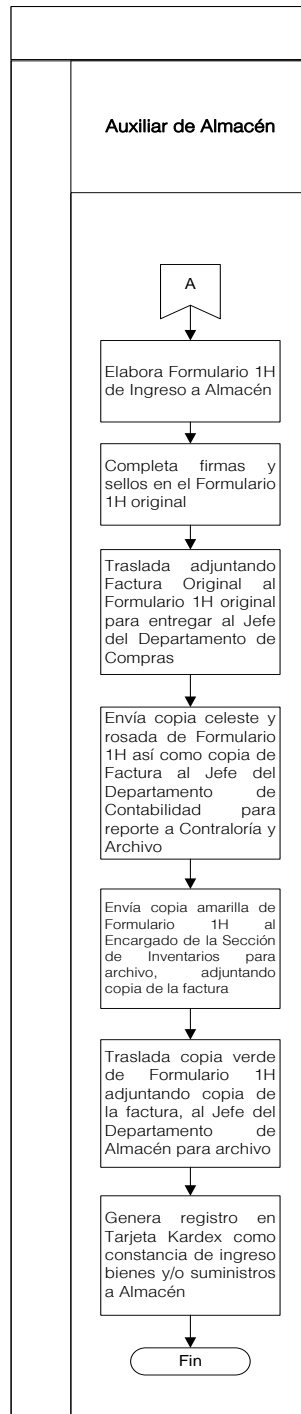 Auxiliar de Almacén
A
Elabora Formulario 1H
de Ingreso a Almacén
Completa firmas y
sellos en el Formulario
1H original
Traslada adjuntando
Factura Original al
Formulario 1H original
para entregar al Jefe
del Departamento de
Compras
Envía copia celeste y
rosada de Formulario
1H así como copia de
Factura al Jefe del
Departamento de
Contabilidad para
reporte a Contraloría y
Archivo
Envía copia amarilla de
Formulario 1H al
Encargado de la Sección
de Inventarios para
archivo, adjuntando
copia de la factura
Traslada copia verde
de Formulario 1H
adjuntando copia de
la factura, al Jefe del
Departamento de
Almacén para archivo
Genera registro en
Tarjeta Kardex como
constancia de ingreso
bienes y/o suministros
a Almacén
Fin